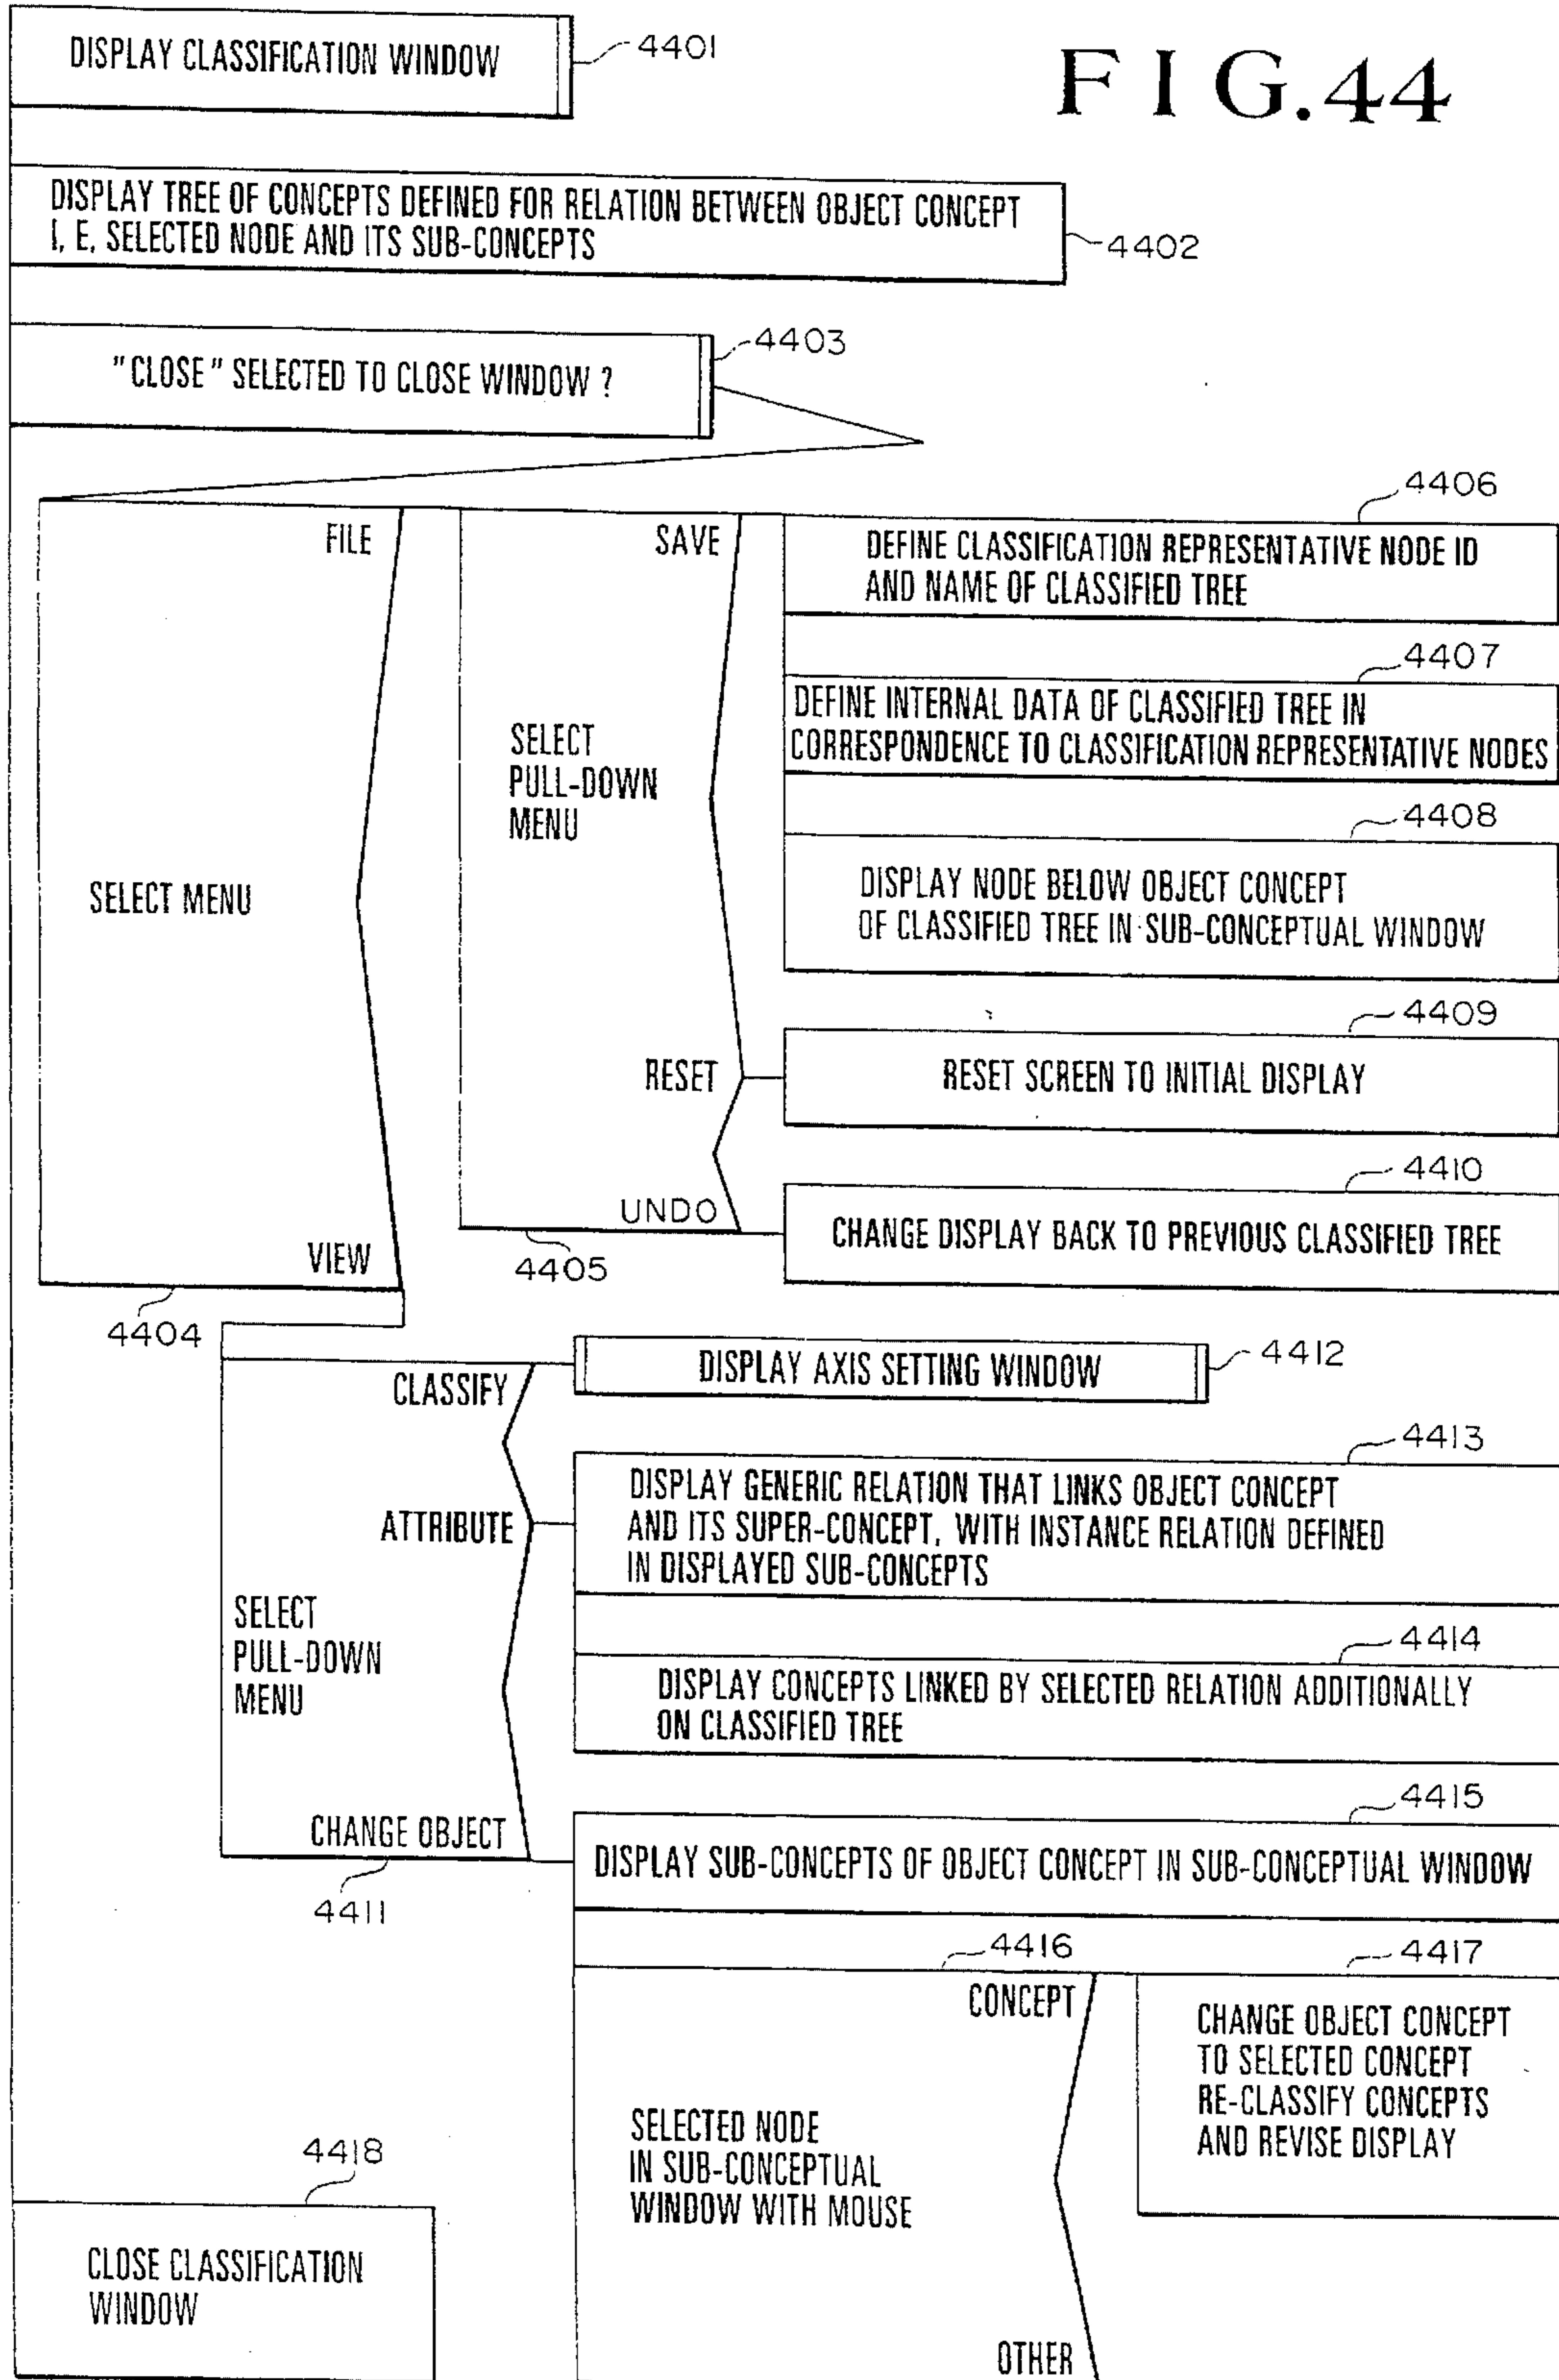 FIG.44
DISPLAY CLASSIFICATION WINDOW
4401
DISPLAY TREE OF CONCEPTS DEFINED FOR RELATION BETWEEN OBJECT CONCEPT
I, E, SELECTED NODE AND ITS SUB-CONCEPTS
4402
"CLOSE" SELECTED TO CLOSE WINDOW ?
4403
SELECT MENU
FILE
VIEW
4404
SELECT
PULL-DOWN
MENU
SAVE
RESET
UNDO
4405
4406
DEFINE CLASSIFICATION REPRESENTATIVE NODE ID
AND NAME OF CLASSIFIED TREE
4407
DEFINE INTERNAL DATA OF CLASSIFIED TREE IN
CORRESPONDENCE TO CLASSIFICATION REPRESENTATIVE NODES
4408
DISPLAY NODE BELOW OBJECT CONCEPT
OF CLASSIFIED TREE IN SUB-CONCEPTUAL WINDOW
4409
RESET SCREEN TO INITIAL DISPLAY
4410
CHANGE DISPLAY BACK TO PREVIOUS CLASSIFIED TREE
CLASSIFY
ATTRIBUTE
SELECT
PULL-DOWN
MENU
CHANGE OBJECT
4411
DISPLAY AXIS SETTING WINDOW
4412
4413
DISPLAY GENERIC RELATION THAT LINKS OBJECT CONCEPT
AND ITS SUPER-CONCEPT, WITH INSTANCE RELATION DEFINED
IN DISPLAYED SUB-CONCEPTS
4414
DISPLAY CONCEPTS LINKED BY SELECTED RELATION ADDITIONALLY
ON CLASSIFIED TREE
4415
DISPLAY SUB-CONCEPTS OF OBJECT CONCEPT IN SUB-CONCEPTUAL WINDOW
4416
CONCEPT
SELECTED NODE
IN SUB-CONCEPTUAL
WINDOW WITH MOUSE
OTHER
4417
CHANGE OBJECT CONCEPT
TO SELECTED CONCEPT
RE-CLASSIFY CONCEPTS
AND REVISE DISPLAY
4418
CLOSE CLASSIFICATION
WINDOW